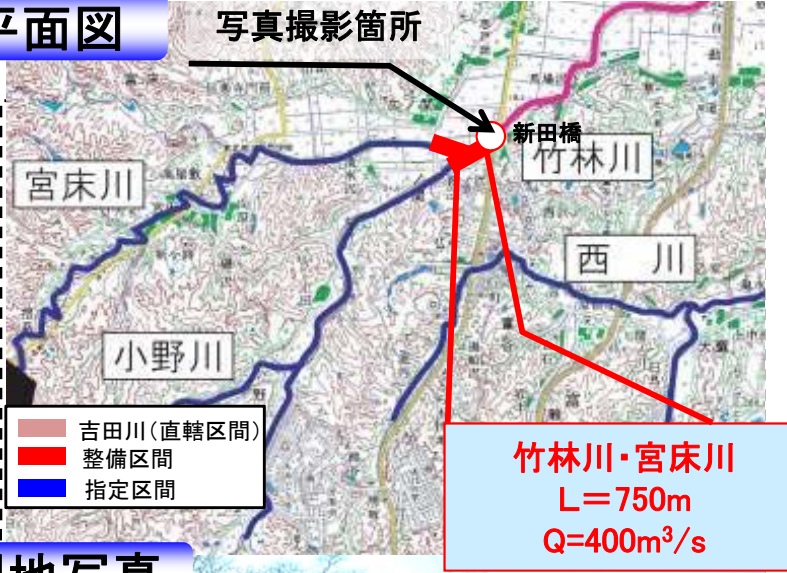 平面図
写真撮影箇所
新田橋
竹林川
宮床川
西 川
小野川
吉田川(直轄区間)
整備区間
指定区間
竹林川・宮床川
L=750m
Q=400m³/s
地写真